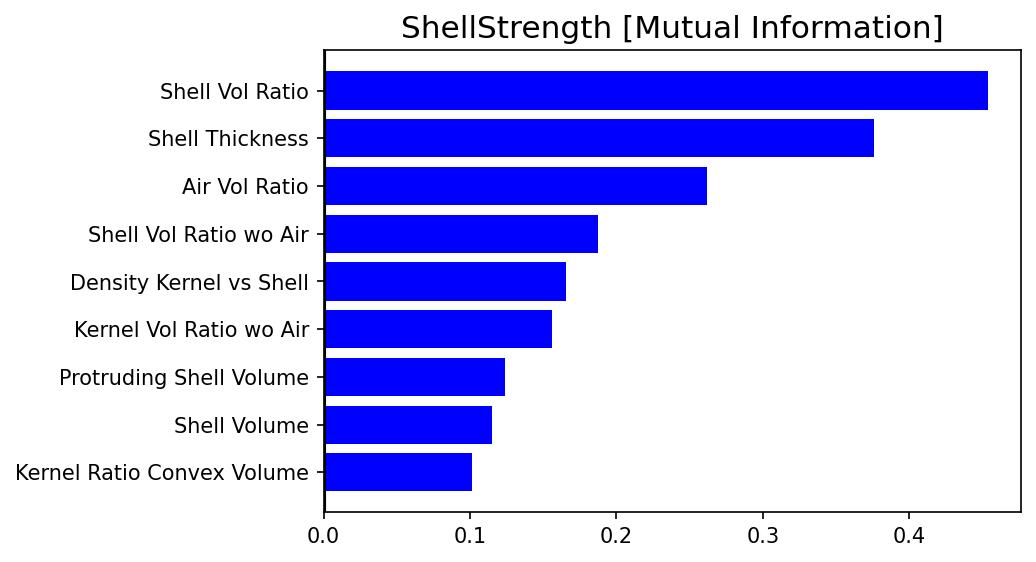 ShellStrength [Mutual Information]
Shell Vol Ratio
Shell Thickness
Air Vol Ratio
Shell Vol Ratio wo Air
Density Kernel vs Shell
Kernel Vol Ratio wo Air
Protruding Shell Volume
Shell Volume
Kernel Ratio Convex Volume
0.0 0.1 0.2 0.3 0.4